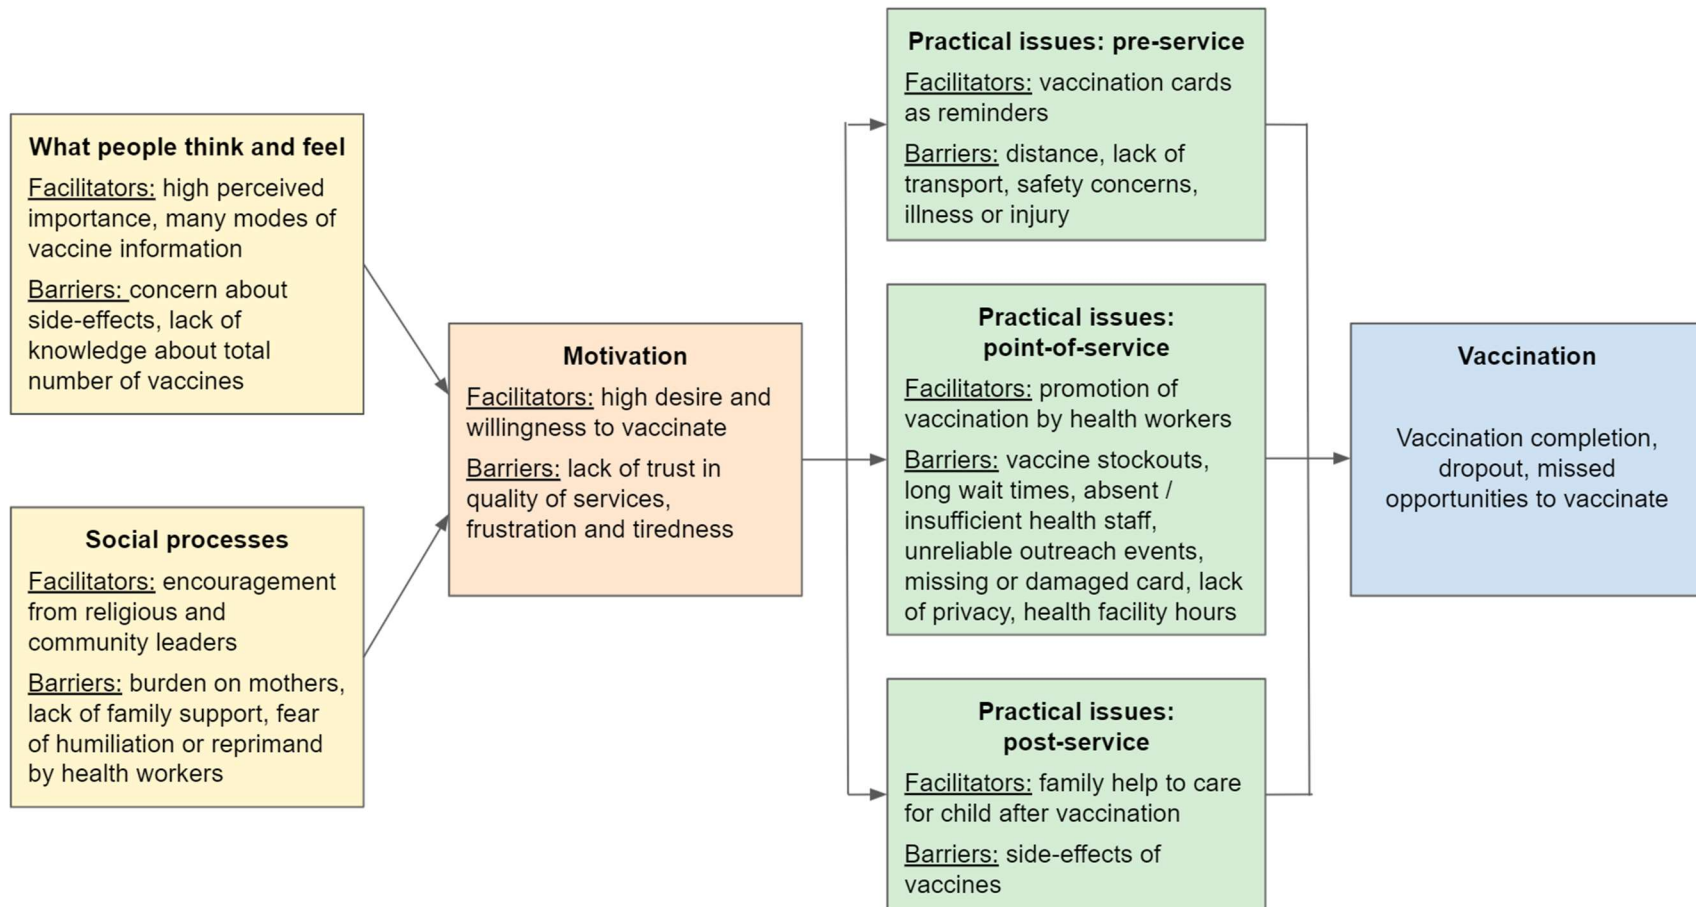 What people think and feel
Facilitators: high perceived
importance, many modes of
vaccine information
Barriers: concern about
side-effects, lack of
knowledge about total
number of vaccines
Social processes
Facilitators: encouragement
from religious and
community leaders
Barriers: burden on mothers,
lack of family support, fear
of humiliation or reprimand
by health workers
Motivation
Facilitators: high desire and
willingness to vaccinate
Barriers: lack of trust in
quality of services,
frustration and tiredness
Practical issues: pre-service
Facilitators: vaccination cards
as reminders
Barriers: distance, lack of
transport, safety concerns,
illness or injury
Practical issues:
point-of-service
Facilitators: promotion of
vaccination by health workers
Barriers: vaccine stockouts,
long wait times, absent /
insufficient health staff,
unreliable outreach events,
missing or damaged card, lack
of privacy, health facility hours
Practical issues:
post-service
Facilitators: family help to care
for child after vaccination
Barriers: side-effects of
vaccines
Vaccination
Vaccination completion,
dropout, missed
opportunities to vaccinate